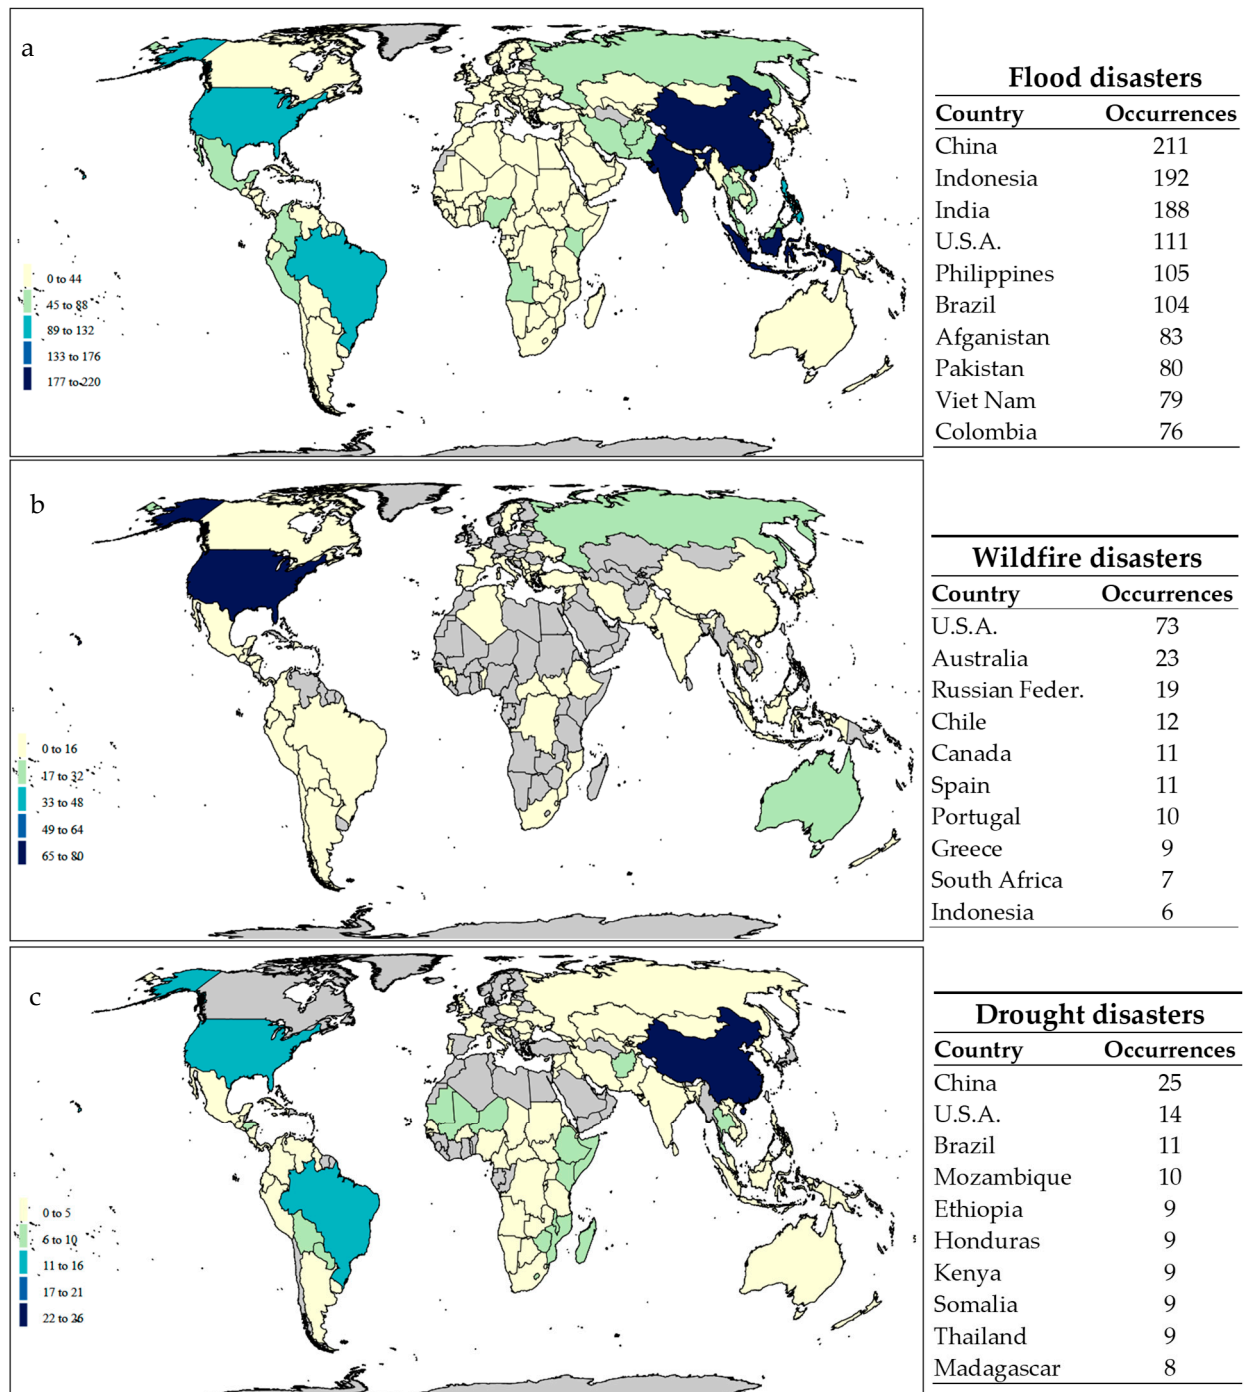 a
0 to 44
45 to 88
89 to 132
133 to 176
177 to 220
Flood disasters
Country Occurrences
China 211
Indonesia 192
India 188
U.S.A. 111
Philippines 105
Brazil 104
Afganistan 83
Pakistan 80
Viet Nam 79
Colombia 76
b
0 to 16
17 to 32
33 to 48
49 to 64
65 to 80
Wildfire disasters
Country Occurrences
U.S.A. 73
Australia 23
Russian Feder. 19
Chile 12
Canada 11
Spain 11
Portugal 10
Greece 9
South Africa 7
Indonesia 6
c
0 to 5
6 to 10
11 to 16
17 to 21
22 to 26
Drought disasters
Country Occurrences
China 25
U.S.A. 14
Brazil 11
Mozambique 10
Ethiopia 9
Honduras 9
Kenya 9
Somalia 9
Thailand 9
Madagascar 8